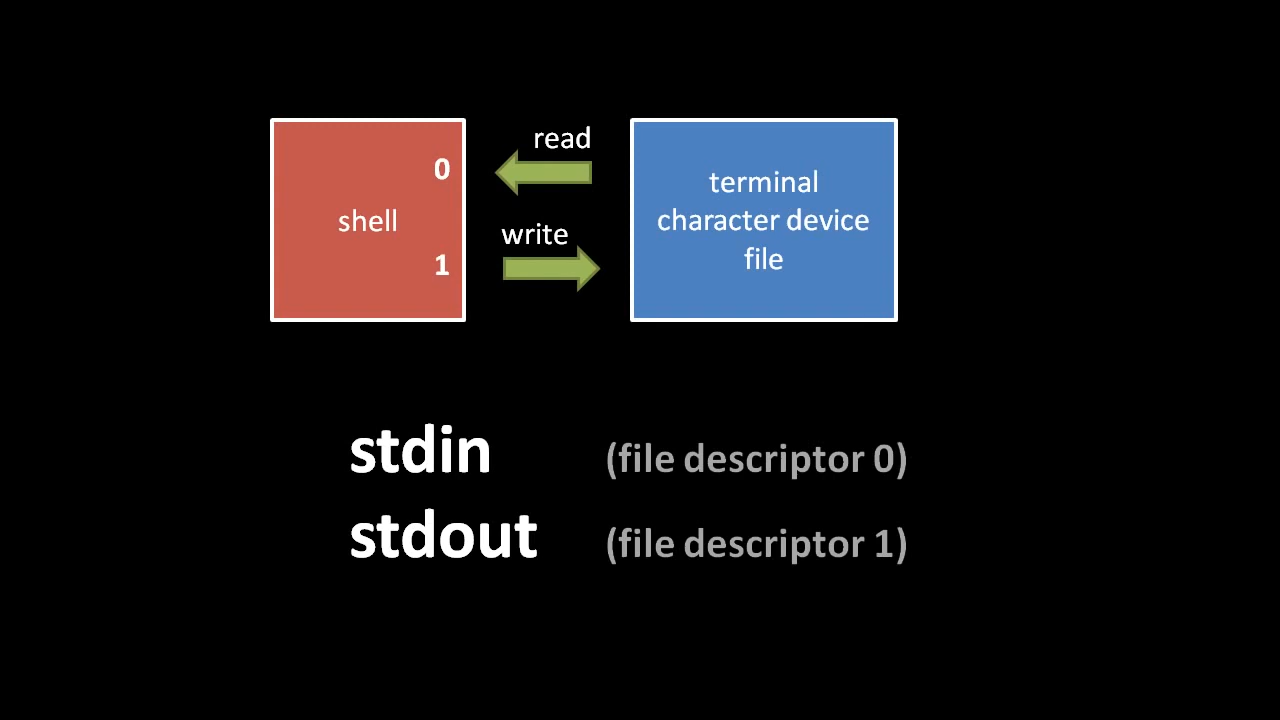 read
0
terminal
shell
character device
write
file
1
stdin (file descriptor 0)
stdout (file descriptor 1)